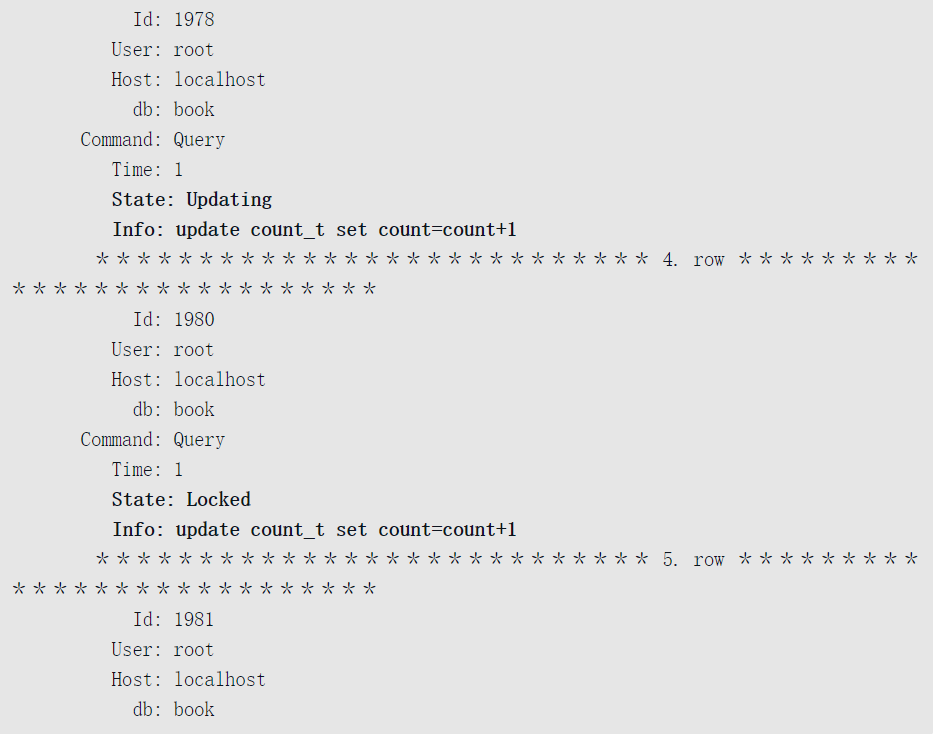 Id: 1978
User: root
Host: localhost
db: book
Command: Query
Time: 1
State: Updating
Info: update count_t set count=count+1
* * * * * * * * * * * * * * * * * * * * * * * * * * * 4. row * * * * * * * * *
* * * * * * * * * * * * * * * * * *
Id: 1980
User: root
Host: localhost
db: book
Command: Query
Time: 1
State: Locked
Info: update count_t set count=count+1
* * * * * * * * * * * * * * * * * * * * * * * * * * * 5. row * * * * * * * * *
* * * * * * * * * * * * * * * * * *
Id: 1981
User: root
Host: localhost
db: book